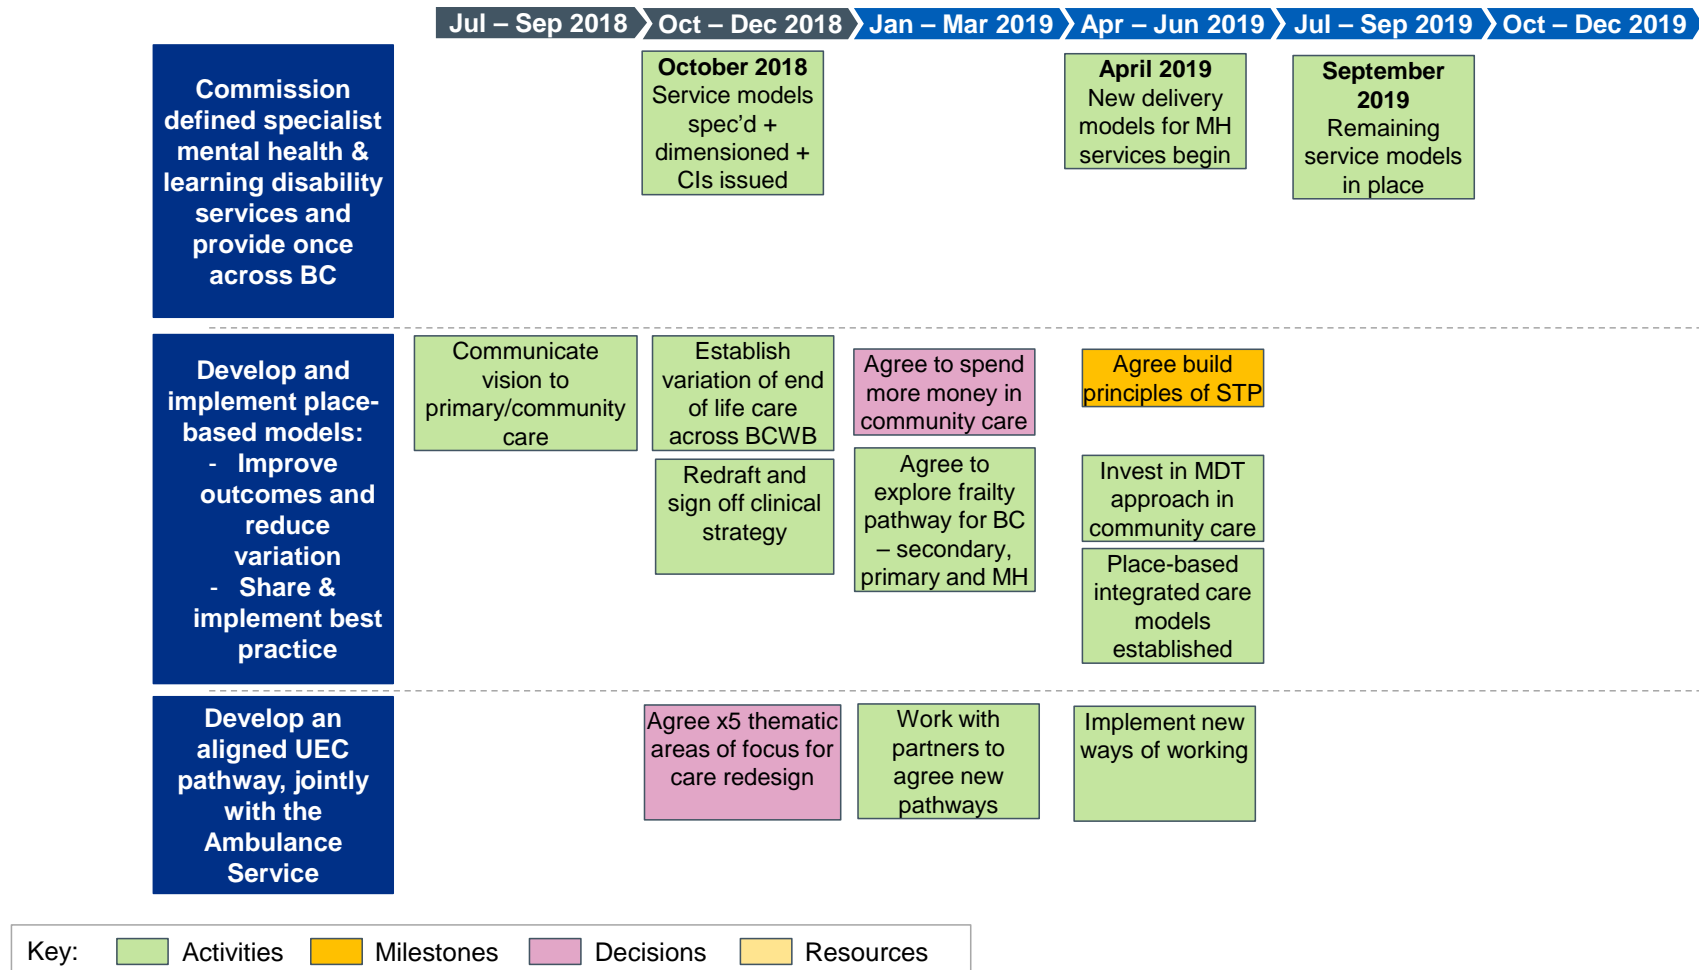 Jul – Sep 2018
Oct – Dec 2018
Jan – Mar 2019
Apr – Jun 2019
Jul – Sep 2019
Oct – Dec 2019
Commission
defined specialist
mental health &
learning disability
services and
provide once
across BC
October 2018
Service models
spec’d +
dimensioned +
CIs issued
April 2019
New delivery
models for MH
services begin
September
2019
Remaining
service models
in place
Develop and
implement place-
based models:
- Improve
outcomes and
reduce
variation
- Share &
implement best
practice
Communicate
vision to
primary/community
care
Establish
variation of end
of life care
across BCWB
Redraft and
sign off clinical
strategy
Agree to spend
more money in
community care
Agree to
explore frailty
pathway for BC
– secondary,
primary and MH
Agree build
principles of STP
Invest in MDT
approach in
community care
Place-based
integrated care
models
established
Develop an
aligned UEC
pathway, jointly
with the
Ambulance
Service
Agree x5 thematic
areas of focus for
care redesign
Work with
partners to
agree new
pathways
Implement new
ways of working
Key:
Activities
Milestones
Decisions
Resources